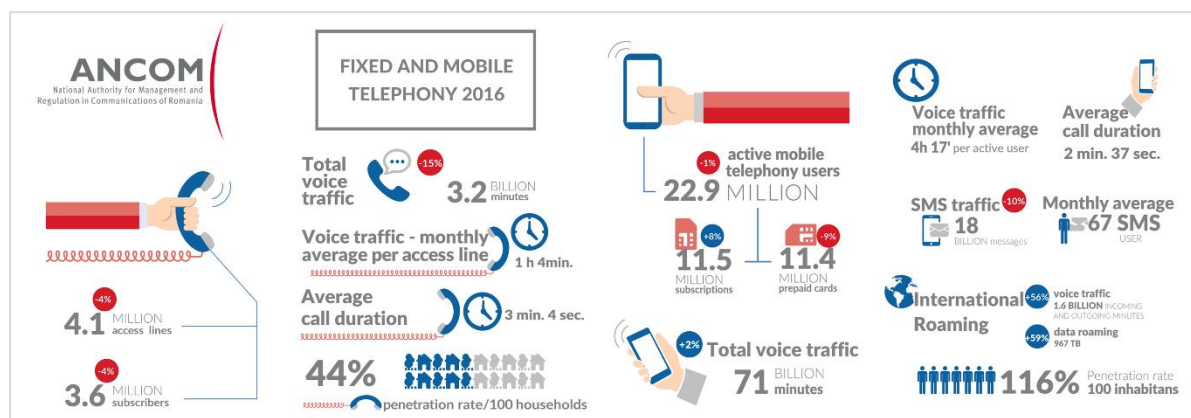 ANCOM
National Authority for Management and
Regulation in Communications of Romania
-4%
4.1 MILLION
access lines
-4%
3.6 MILLION
subscribers
FIXED AND MOBILE
TELEPHONY 2016
Total
voice
traffic
-15%
3.2 BILLION
minutes
Voice traffic - monthly
average per access line
1 h 4min.
Average
call duration
3 min. 4 sec.
44%
penetration rate/100 households
-1%
active mobile
telephony users
22.9 MILLION
+8%
11.5
MILLION
subscriptions
-9%
11.4
MILLION
prepaid cards
+2%
Total voice traffic
71 BILLION
minutes
Voice traffic
monthly average
4h 17' per active user
Average
call duration
2 min. 37 sec.
SMS traffic
-10%
18
BILLION messages
Monthly average
67 SMS
USER
International
Roaming
+56%
voice traffic
1.6 BILLION INCOMING
AND OUTGOING MINUTES
+59%
data roaming
967 TB
116%
Penetration rate
100 inhabitans